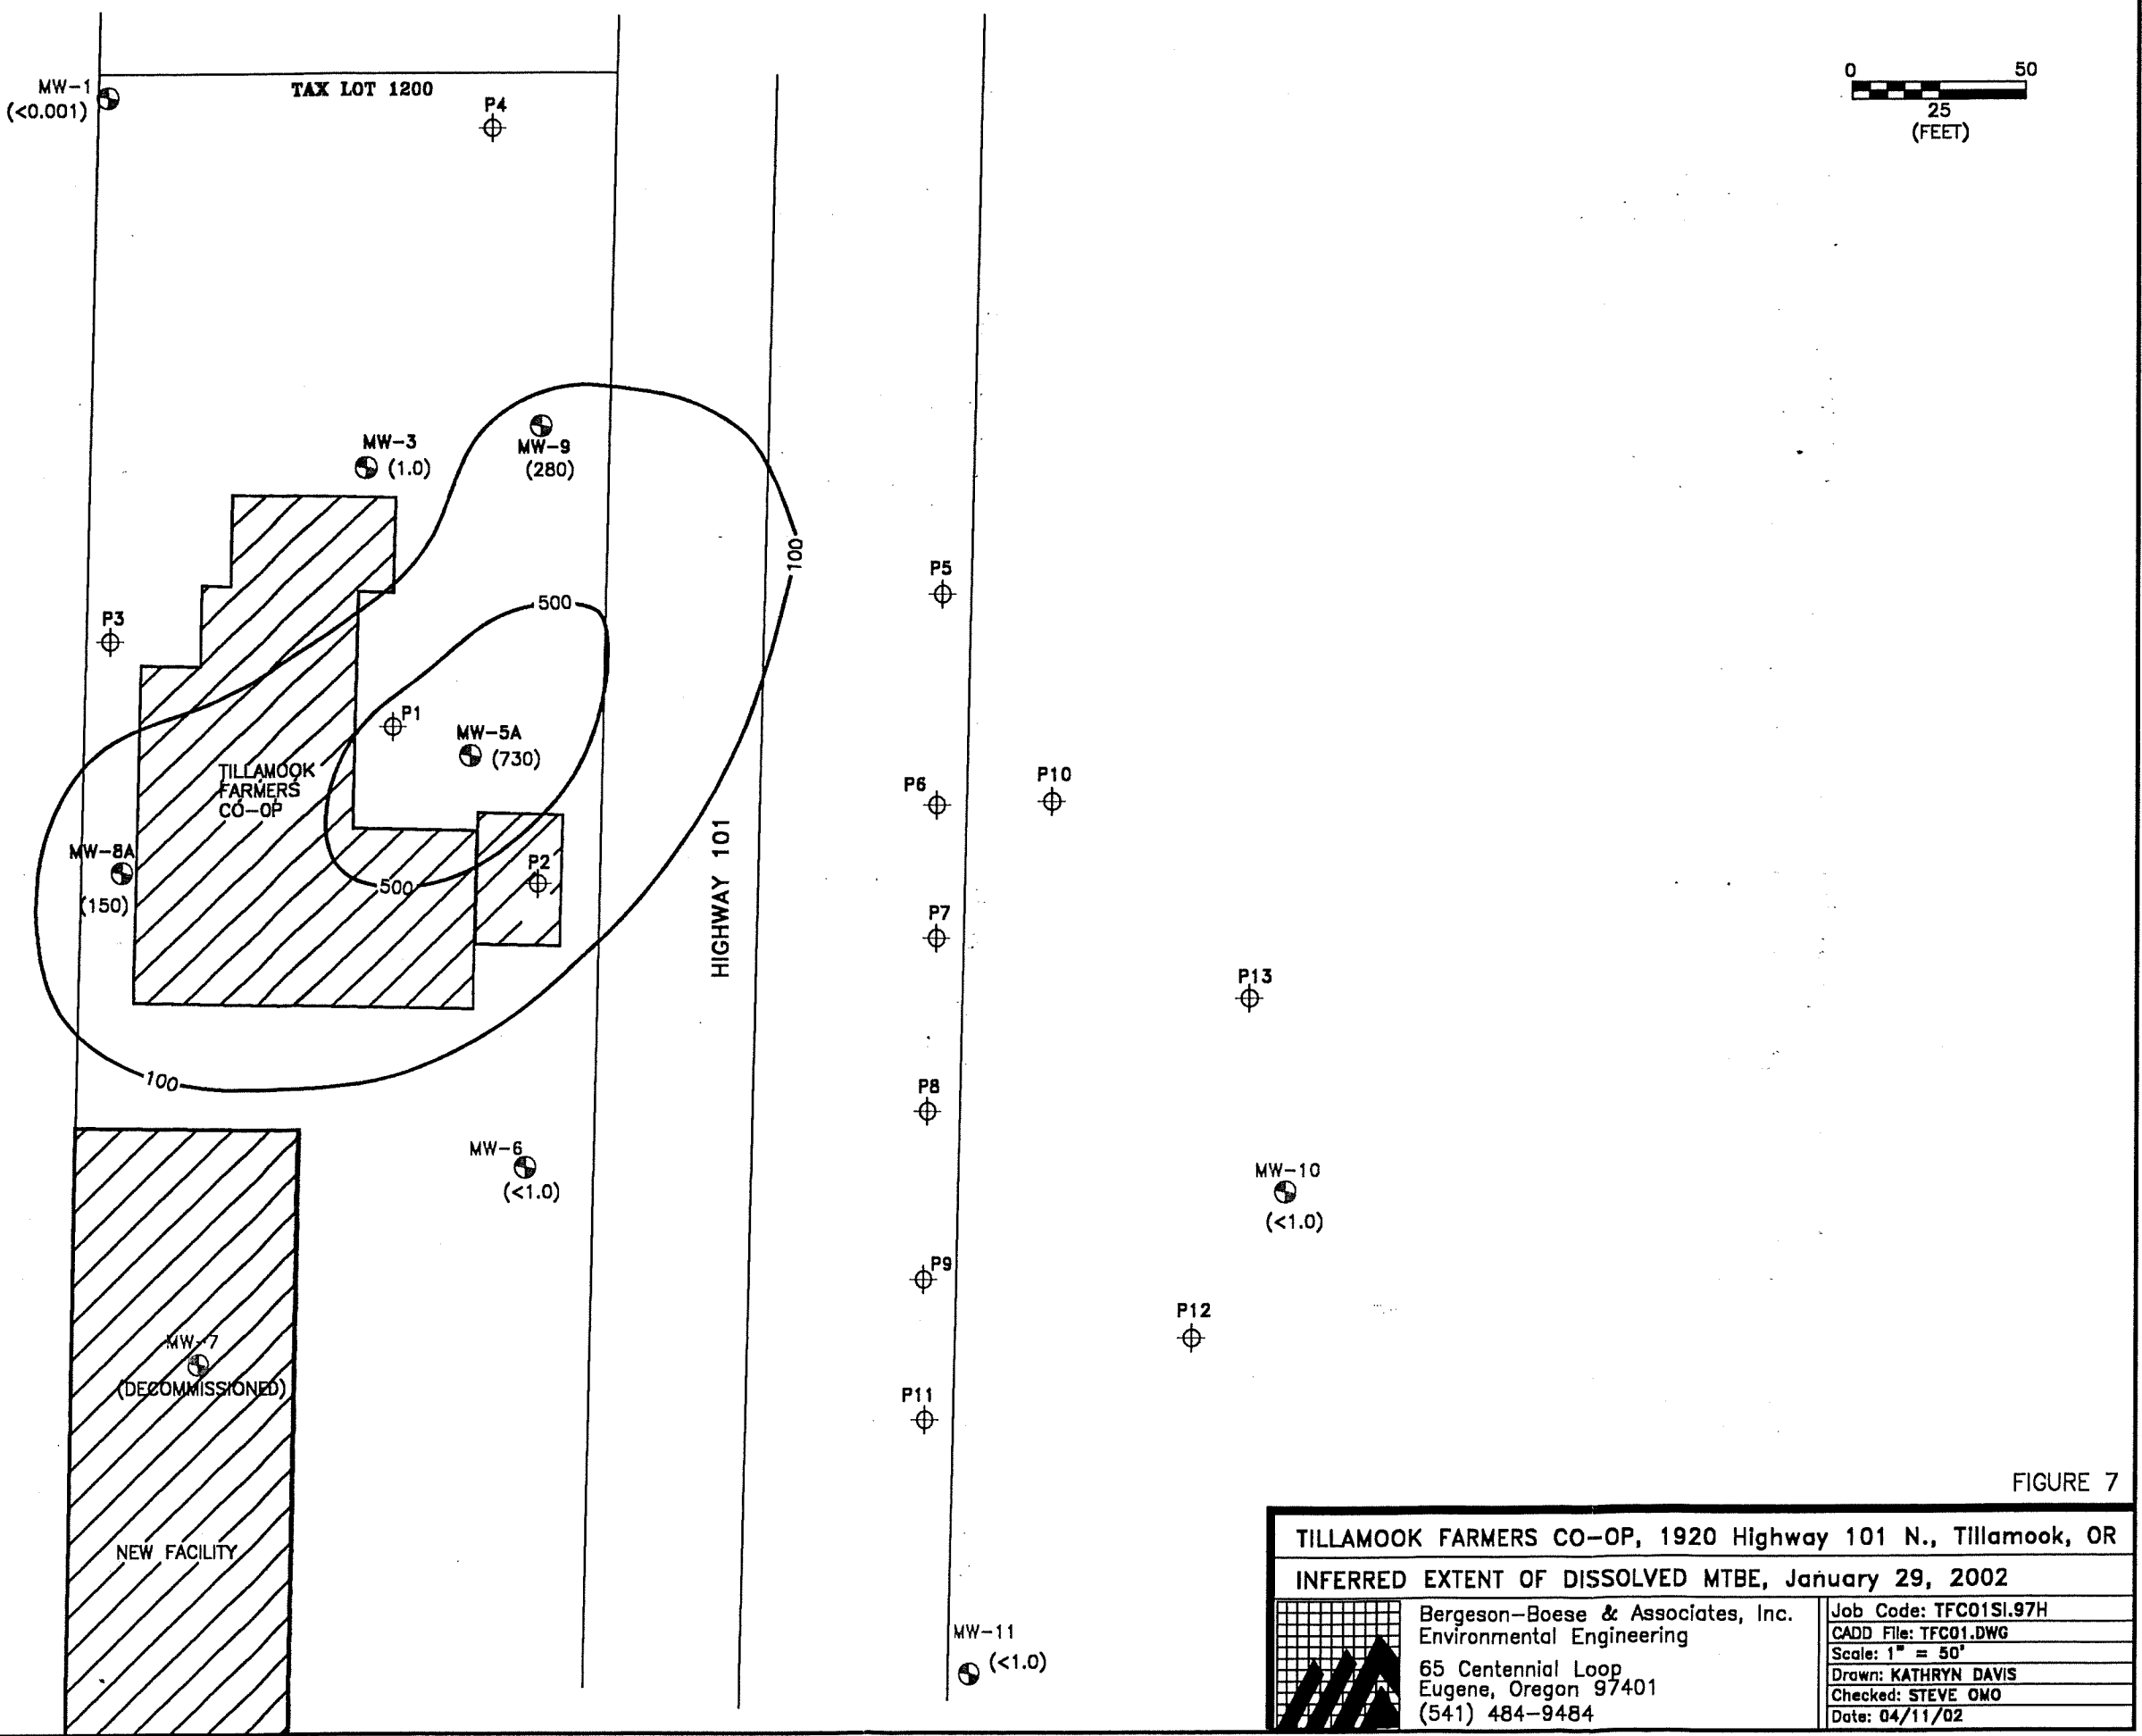 MW-1
(<0.001)
TAX LOT 1200
P4
0 50
25
(FEET)
MW-3
(1.0)
MW-9
(280)
100
P5
500
P3
P1
MW-5A
(730)
TILLAMOOK
FARMERS
CO-OP
P6
P10
MW-8A
(150)
P2
500
HIGHWAY 101
P7
P13
100
P8
MW-6
(<1.0)
MW-10
(<1.0)
P9
P12
MW-7
(DECOMMISSIONED)
P11
NEW FACILITY
MW-11
(<1.0)
FIGURE 7
TILLAMOOK FARMERS CO-OP, 1920 Highway 101 N., Tillamook, OR
INFERRED EXTENT OF DISSOLVED MTBE, January 29, 2002
Bergeson-Boese & Associates, Inc.
Environmental Engineering
65 Centennial Loop
Eugene, Oregon 97401
(541) 484-9484
Job Code: TFC01SI.97H
CADD File: TFC01.DWG
Scale: 1" = 50'
Drawn: KATHRYN DAVIS
Checked: STEVE OMO
Date: 04/11/02